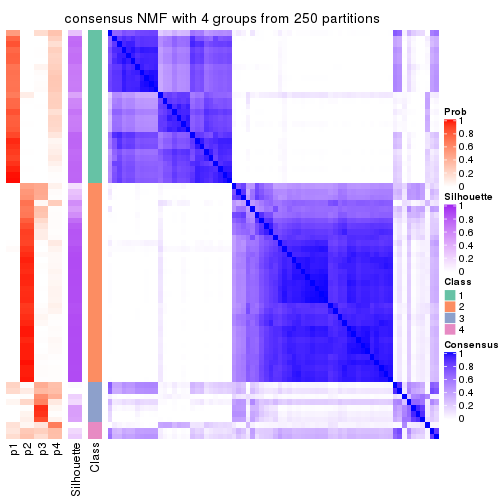 consensus NMF with 4 groups from 250 partitions
Prob
1
0.8
0.6
0.4
0.2
0
Silhouette
1
0.8
0.6
0.4
0.2
0
Class
1
2
3
4
Consensus
1
0.8
0.6
0.4
0.2
0
p1
p2
p3
p4
Silhouette
Class